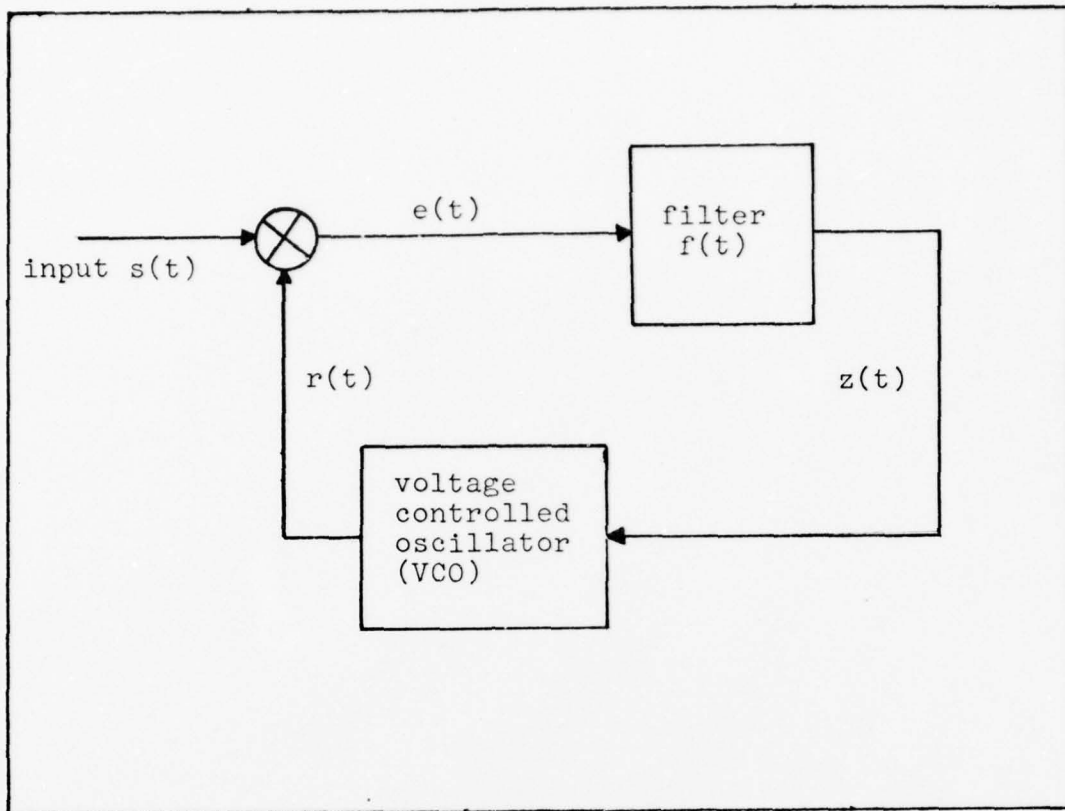 e(t)
filter
f(t)
input s(t)
r(t)
z(t)
voltage
controlled
oscillator
(VCO)